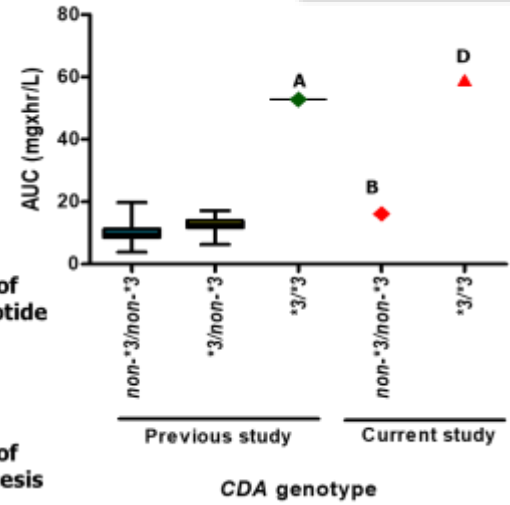 80
60
40
20
0
AUC (mgxhr/L)
A
B
D
non-*3/non-*3
*3/non-*3
*3/*3
non-*3/non-*3
*3/*3
Previous study
Current study
CDA genotype
of
otide
of
esis